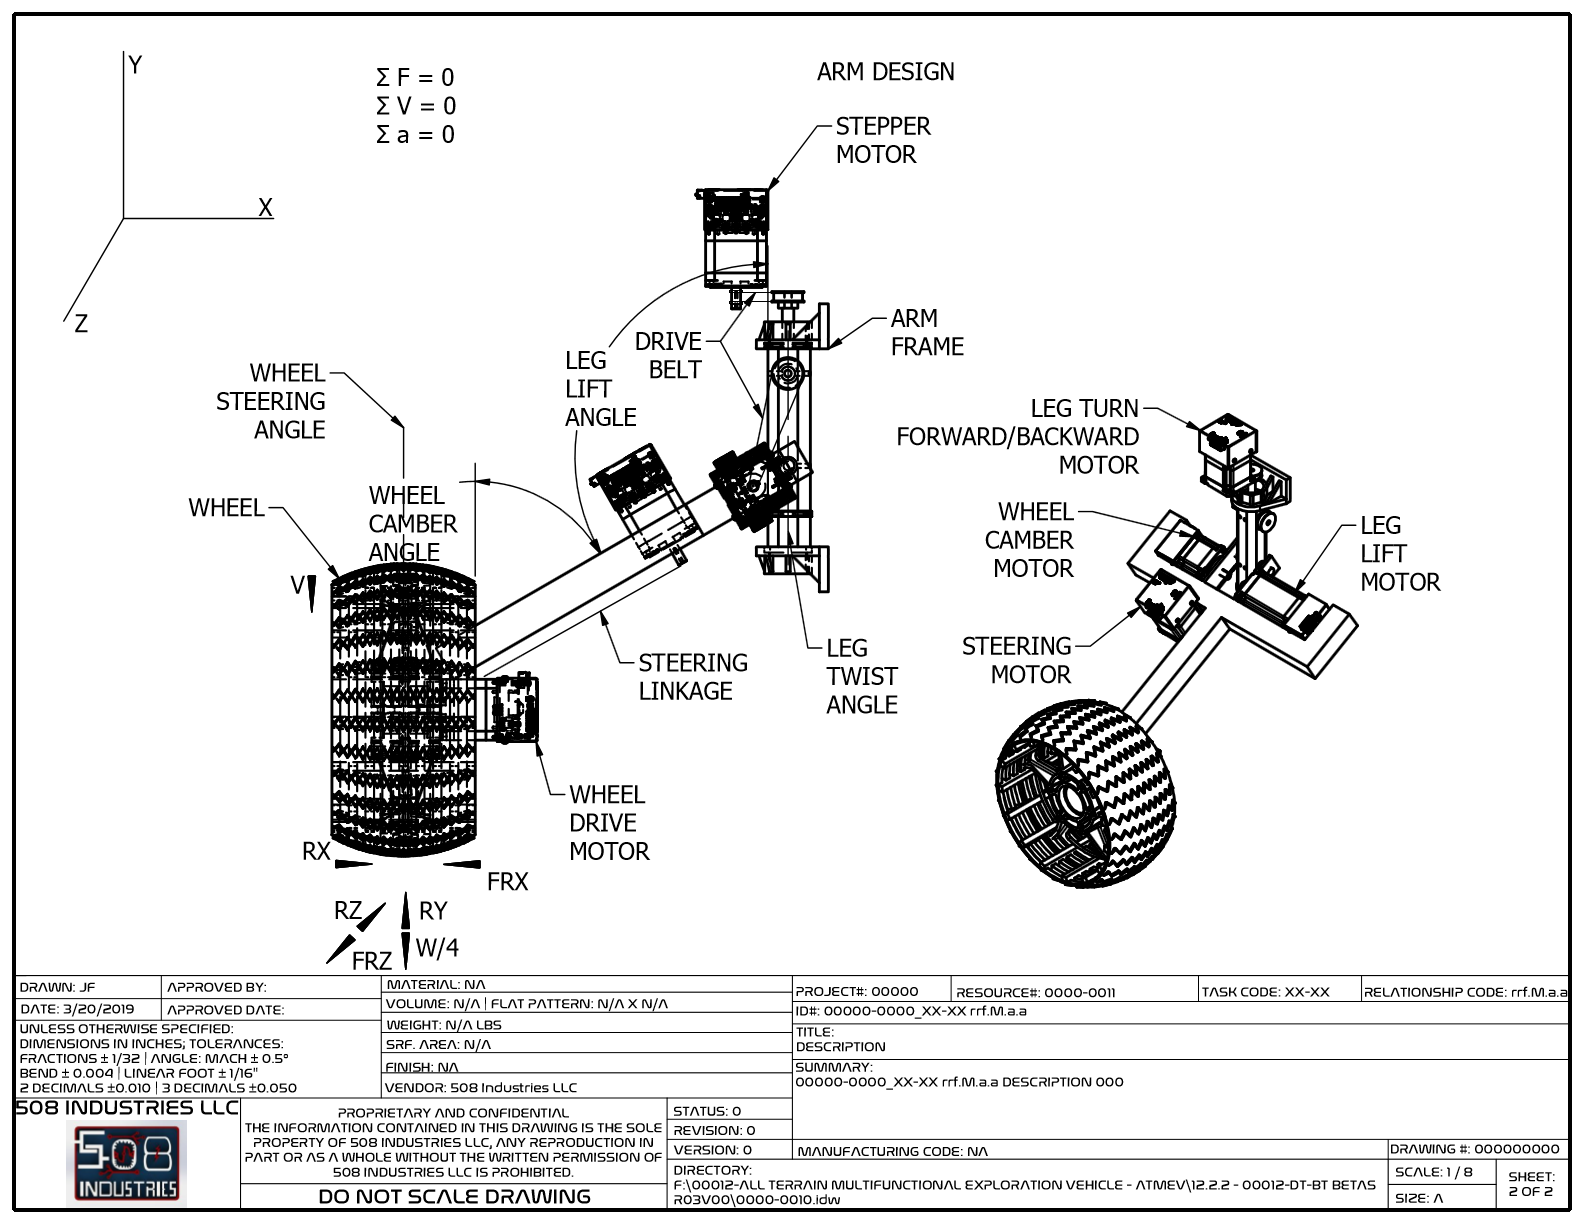 Y
X
Z
Σ F = 0
Σ V = 0
Σ a = 0
ARM DESIGN
STEPPER
MOTOR
ARM
FRAME
DRIVE
BELT
LEG
LIFT
ANGLE
WHEEL
STEERING
ANGLE
WHEEL
CAMBER
ANGLE
WHEEL
V
STEERING
LINKAGE
LEG
TWIST
ANGLE
WHEEL
DRIVE
MOTOR
RX
FRX
RZ
RY
FRZ
W/4
LEG TURN
FORWARD/BACKWARD
MOTOR
WHEEL
CAMBER
MOTOR
LEG
LIFT
MOTOR
STEERING
MOTOR
DRAWN: JF
APPROVED BY:
DATE: 3/20/2019
APPROVED DATE:
UNLESS OTHERWISE SPECIFIED:
DIMENSIONS IN INCHES; TOLERANCES:
FRACTIONS ± 1/32 | ANGLE: MACH ± 0.5°
BEND ± 0.004 | LINEAR FOOT ± 1/16"
2 DECIMALS ±0.010 | 3 DECIMALS ±0.050
MATERIAL: NA
VOLUME: N/A | FLAT PATTERN: N/A X N/A
WEIGHT: N/A LBS
SRF. AREA: N/A
FINISH: NA
VENDOR: 508 Industries LLC
PROJECT#: 00000
RESOURCE#: 0000-0011
TASK CODE: XX-XX
RELATIONSHIP CODE: rrf.M.a.a
ID#: 00000-0000_XX-XX rrf.M.a.a
TITLE:
DESCRIPTION
SUMMARY:
00000-0000_XX-XX rrf.M.a.a DESCRIPTION 000
508 INDUSTRIES LLC
508
INDUSTRIES
PROPRIETARY AND CONFIDENTIAL
THE INFORMATION CONTAINED IN THIS DRAWING IS THE SOLE
PROPERTY OF 508 INDUSTRIES LLC, ANY REPRODUCTION IN
PART OR AS A WHOLE WITHOUT THE WRITTEN PERMISSION OF
508 INDUSTRIES LLC IS PROHIBITED.
DO NOT SCALE DRAWING
STATUS: 0
REVISION: 0
VERSION: 0
MANUFACTURING CODE: NA
DRAWING #: 000000000
DIRECTORY:
F:\00012-ALL TERRAIN MULTIFUNCTIONAL EXPLORATION VEHICLE - ATMEV\12.2.2 - 00012-DT-BT BETAS
R03V00\0000-0010.idw
SCALE: 1 / 8
SIZE: A
SHEET:
2 OF 2